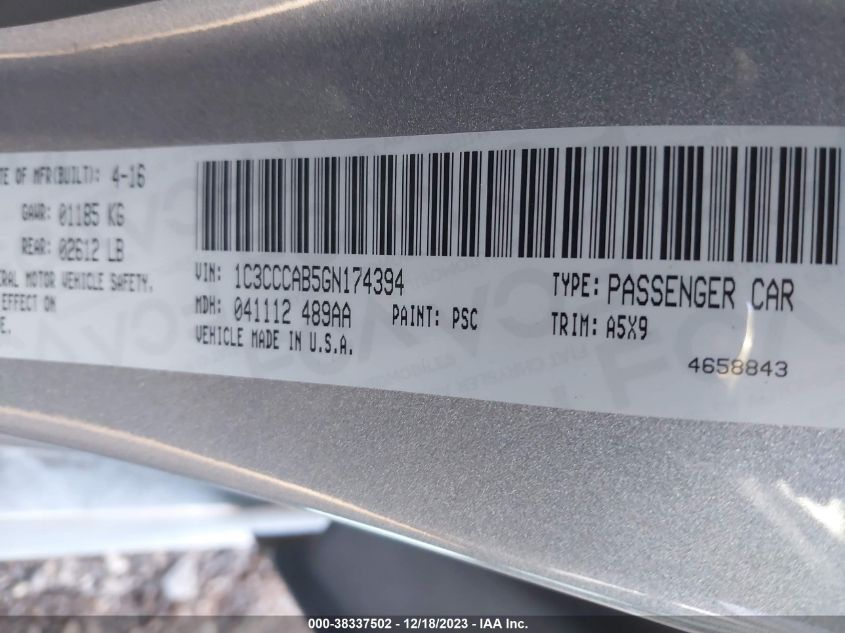 TE OF MFR(BUILT): 4-16
GAWR: 01185 KG
REAR: 02612 LB
ERAL MOTOR VEHICLE SAFETY.
EFFECT ON
E.
VIN: 1C3CCCAB5GN174394
TYPE: PASSENGER CAR
MDH: 041112 489AA
PAINT: PSC
TRIM: A5X9
VEHICLE MADE IN U.S.A.
4658843
000-38337502 - 12/18/2023 - IAA Inc.